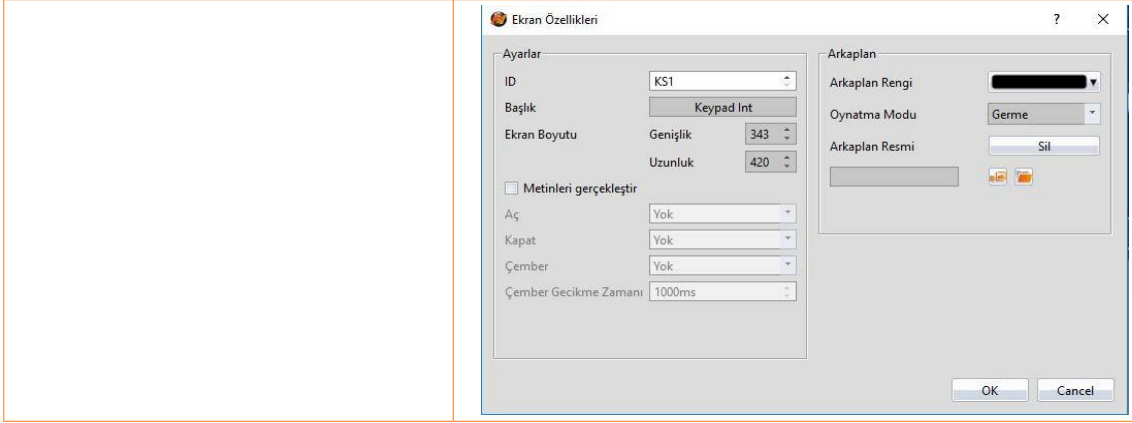 Ekran Özellikleri ? ×
Ayarlar
ID KS1
Başlık Keypad Int
Ekran Boyutu Genişlik 343
Uzunluk 420
Metinleri gerçekleştir
Aç Yok
Kapat Yok
Çember Yok
Çember Gecikme Zamanı 1000ms
Arkaplan
Arkaplan Rengi
Oynatma Modu Germe
Arkaplan Resmi Sil
OK Cancel